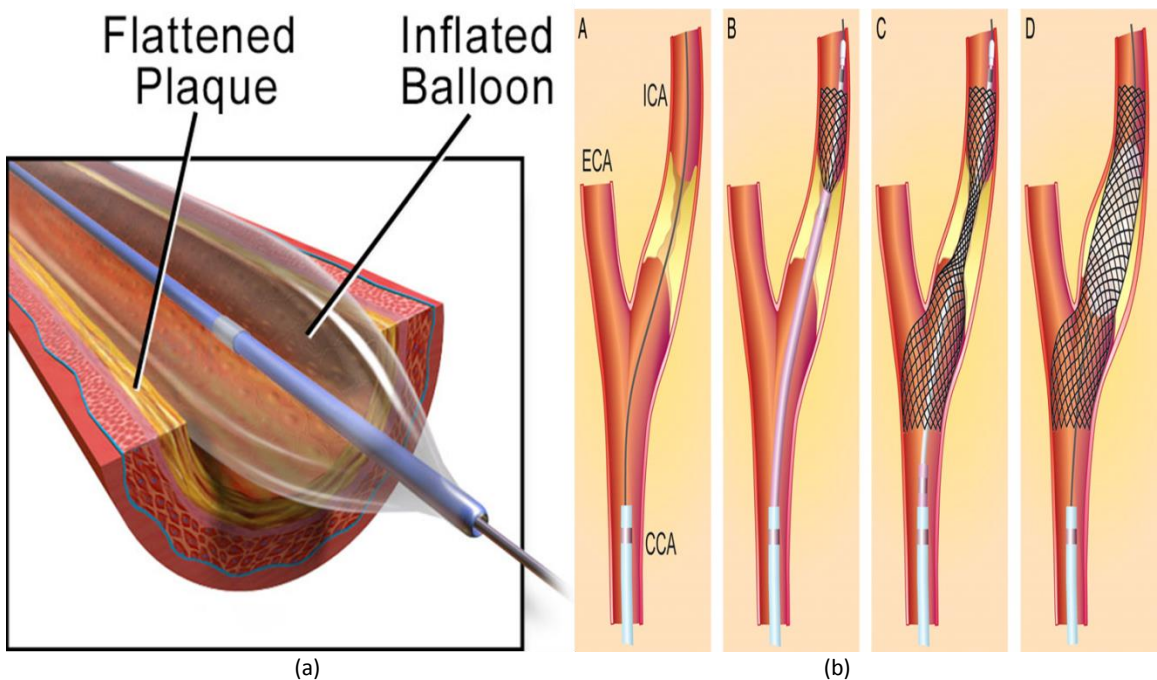 Flattened
Plaque
Inflated
Balloon
A
B
C
D
ICA
ECA
CCA
(a)
(b)